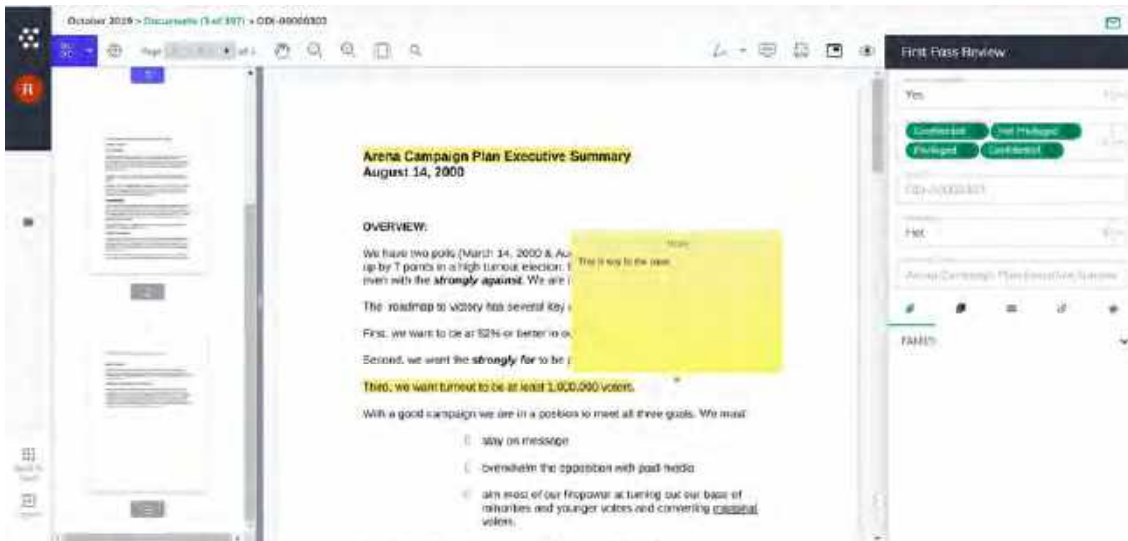 October 2019 > Documents (3 of 397) > ODI-00000303
Page
First Pass Review
Yes
Confidential Not Privileged
Privileged Confidential
Hot
Arena Campaign Plan Executive Summary
FAMILY
Arena Campaign Plan Executive Summary
August 14, 2000
OVERVIEW:
We have two polls (March 14, 2000 &
up by 7 points in a high turnout election.
even with the strongly against. We are
The roadmap to victory has several key
First, we want to be at 52% or better in
Second, we want the strongly for to be
Note
This is key to the case.
Third, we want turnout to be at least 1,000,000 voters.
With a good campaign we are in a position to meet all three goals. We must
stay on message
overwhelm the opposition with paid media
aim most of our firepower at turning out our base of
minorities and younger voters and converting marginal
voters.